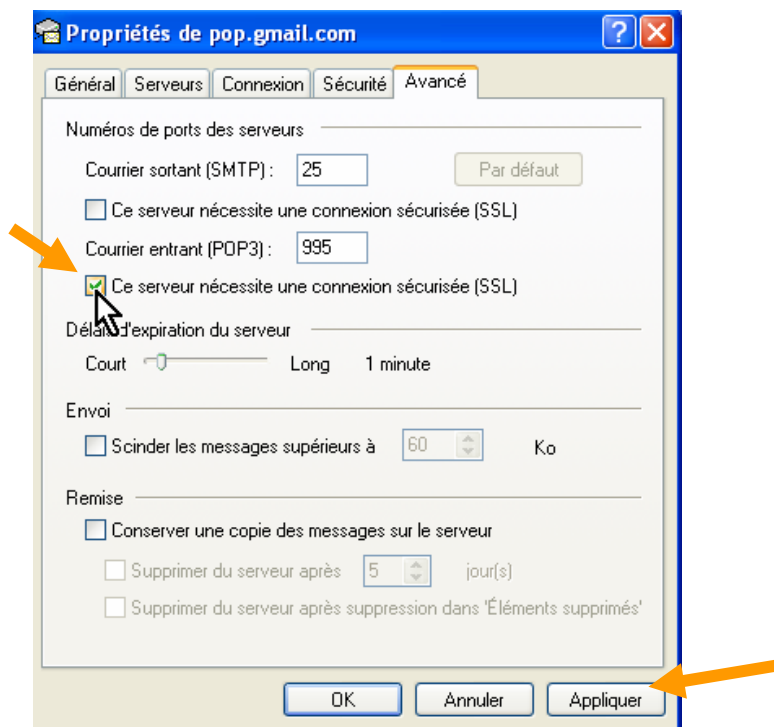 Propriétés de pop.gmail.com
Général Serveurs Connexion Sécurité Avancé
Numéros de ports des serveurs
Courrier sortant (SMTP) : 25 Par défaut
Ce serveur nécessite une connexion sécurisée (SSL)
Courrier entrant (POP3) : 995
Ce serveur nécessite une connexion sécurisée (SSL)
Délais d'expiration du serveur
Court Long 1 minute
Envoi
Scinder les messages supérieurs à 60 Ko
Remise
Conserver une copie des messages sur le serveur
Supprimer du serveur après 5 jour(s)
Supprimer du serveur après suppression dans 'Éléments supprimés'
OK Annuler Appliquer